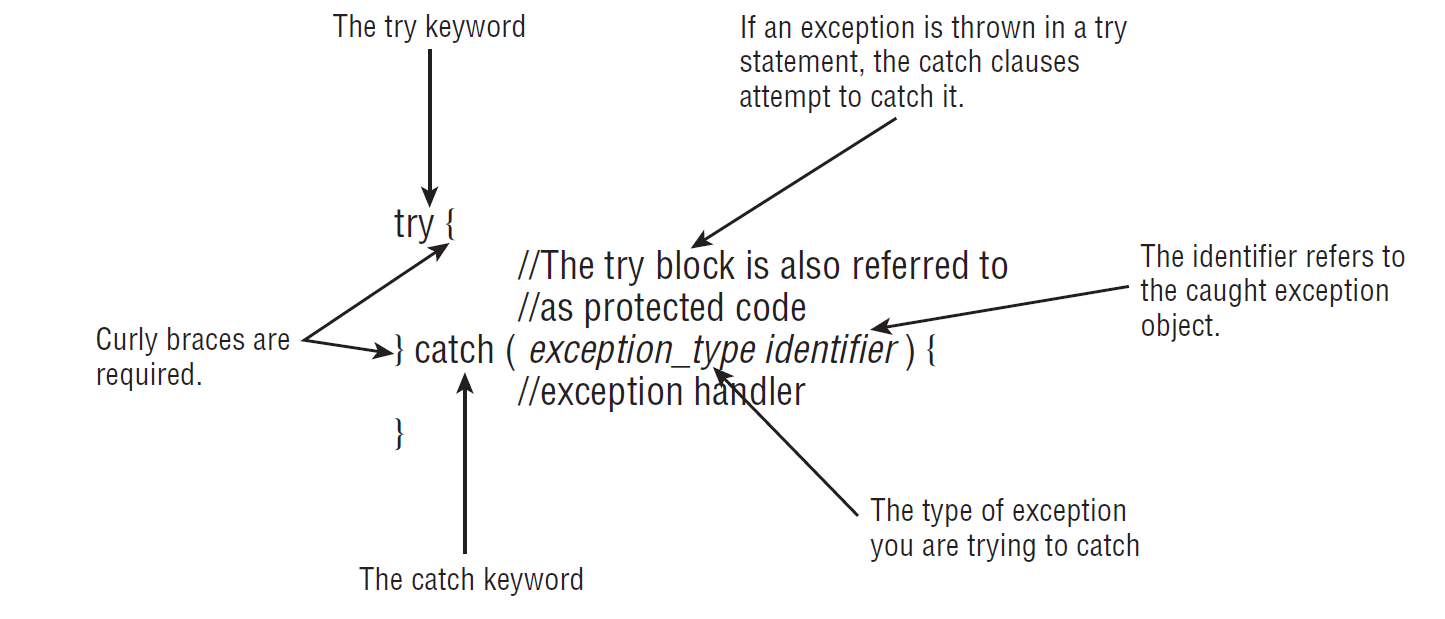 The try keyword
If an exception is thrown in a try
statement, the catch clauses
attempt to catch it.
try {
//The try block is also referred to
//as protected code
The identifier refers to
the caught exception
object.
Curly braces are
required.
} catch ( exception_type identifier ) {
//exception handler
}
The type of exception
you are trying to catch
The catch keyword